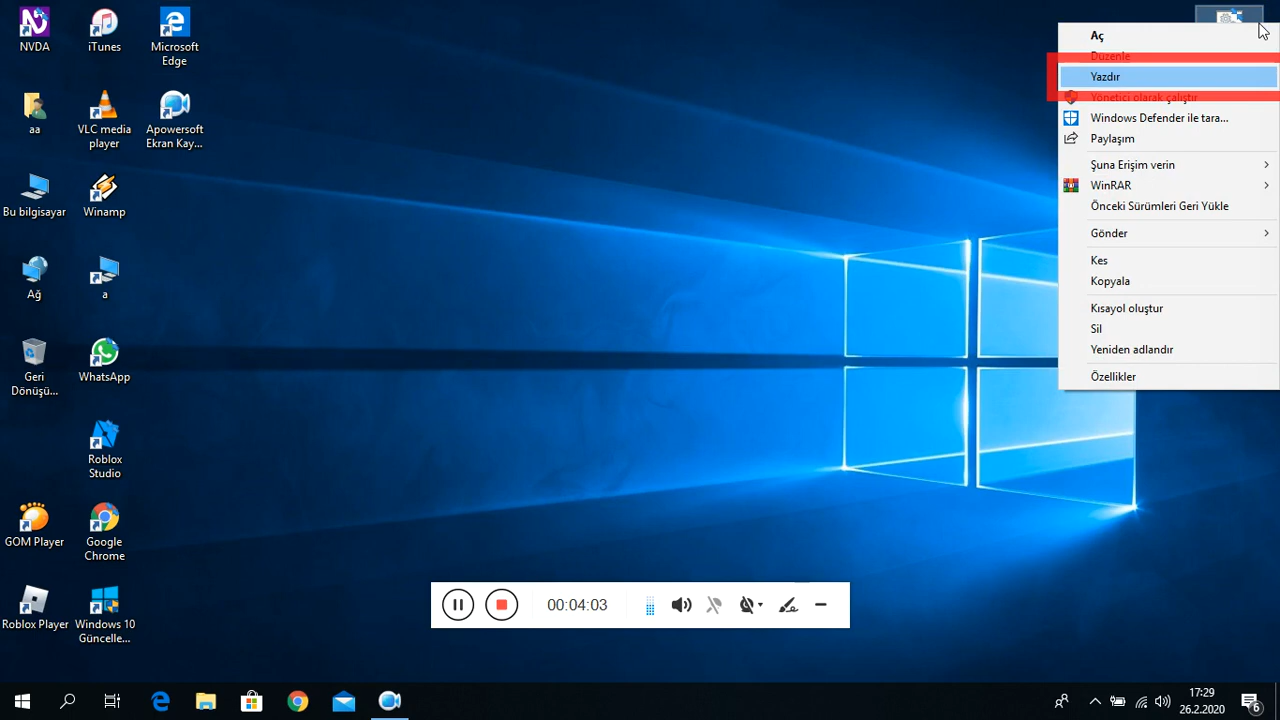 NVDA
iTunes
Microsoft
Edge
aa
VLC media
player
Apowersoft
Ekran Kay...
Bu bilgisayar
Winamp
Ağ
a
Geri
Dönüşü...
WhatsApp
Roblox
Studio
GOM Player
Google
Chrome
Roblox Player
Windows 10
Güncelle...
Aç
Düzenle
Yazdır
Yönetici olarak çalıştır
Windows Defender ile tara...
Paylaşım
Şuna Erişim verin
WinRAR
Önceki Sürümleri Geri Yükle
Gönder
Kes
Kopyala
Kısayol oluştur
Sil
Yeniden adlandır
Özellikler
00:04:03
17:29
26.2.2020
6